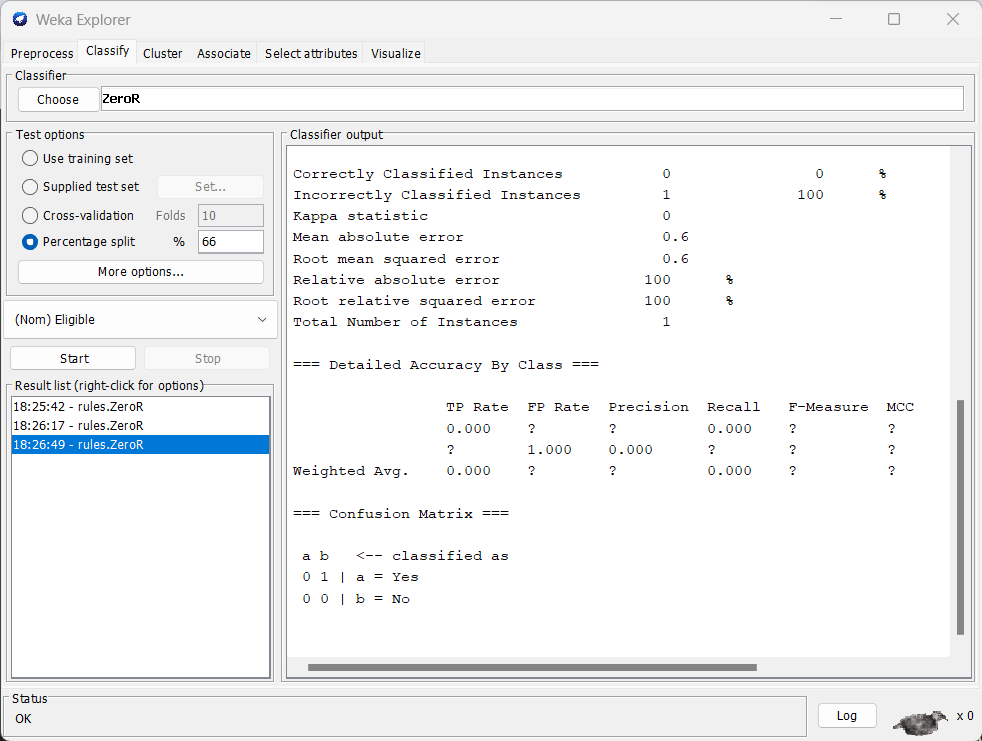 Weka Explorer
Preprocess Classify Cluster Associate Select attributes Visualize
Classifier
Choose ZeroR
Test options
Use training set
Supplied test set Set...
Cross-validation Folds 10
Percentage split % 66
More options...
(Nom) Eligible
Start Stop
Result list (right-click for options)
18:25:42 - rules.ZeroR
18:26:17 - rules.ZeroR
18:26:49 - rules.ZeroR
Classifier output
Correctly Classified Instances 0 0 %
Incorrectly Classified Instances 1 100 %
Kappa statistic 0
Mean absolute error 0.6
Root mean squared error 0.6
Relative absolute error 100 %
Root relative squared error 100 %
Total Number of Instances 1
=== Detailed Accuracy By Class ===
TP Rate FP Rate Precision Recall F-Measure MCC
0.000 ? ? 0.000 ? ?
? 1.000 0.000 ? ? ?
Weighted Avg. 0.000 ? ? 0.000 ? ?
=== Confusion Matrix ===
a b <-- classified as
0 1 | a = Yes
0 0 | b = No
Status
OK
Log x 0